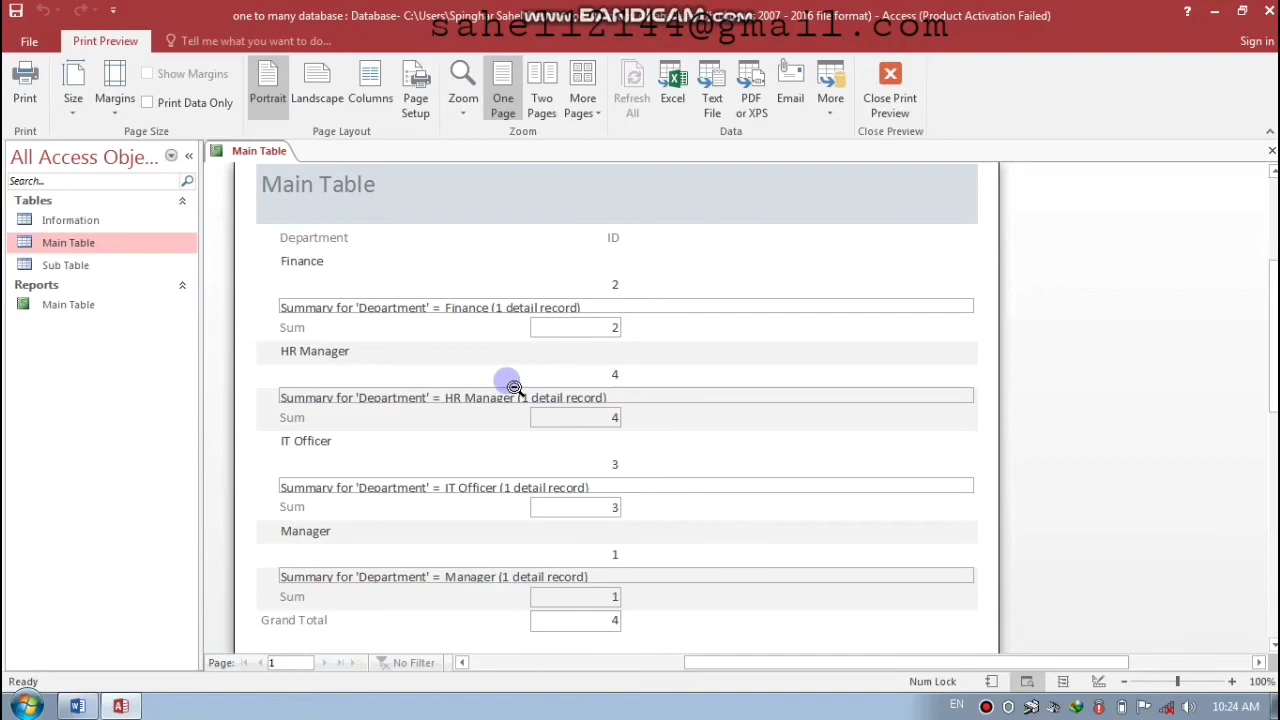 one to many database : Database- C:\Users\Spinghar Sahel 2007 - 2016 file format) - Access (Product Activation Failed)
BANDICAM.com
sahel12144@gmail.com
File
Print Preview
Tell me what you want to do...
Sign in
Print
Size
Margins
Show Margins
Print Data Only
Portrait
Landscape
Columns
Page Setup
Zoom
One Page
Two Pages
More Pages
Refresh All
Excel
Text File
PDF or XPS
Email
More
Close Print Preview
Print
Page Size
Page Layout
Zoom
Data
Close Preview
All Access Obje...
Search...
Tables
Information
Main Table
Sub Table
Reports
Main Table
Main Table
Main Table
Department ID
Finance
2
Summary for 'Department' = Finance (1 detail record)
Sum 2
HR Manager
4
Summary for 'Department' = HR Manager (1 detail record)
Sum 4
IT Officer
3
Summary for 'Department' = IT Officer (1 detail record)
Sum 3
Manager
1
Summary for 'Department' = Manager (1 detail record)
Sum 1
Grand Total 4
Page: 1 No Filter
Ready
Num Lock
100%
EN
10:24 AM